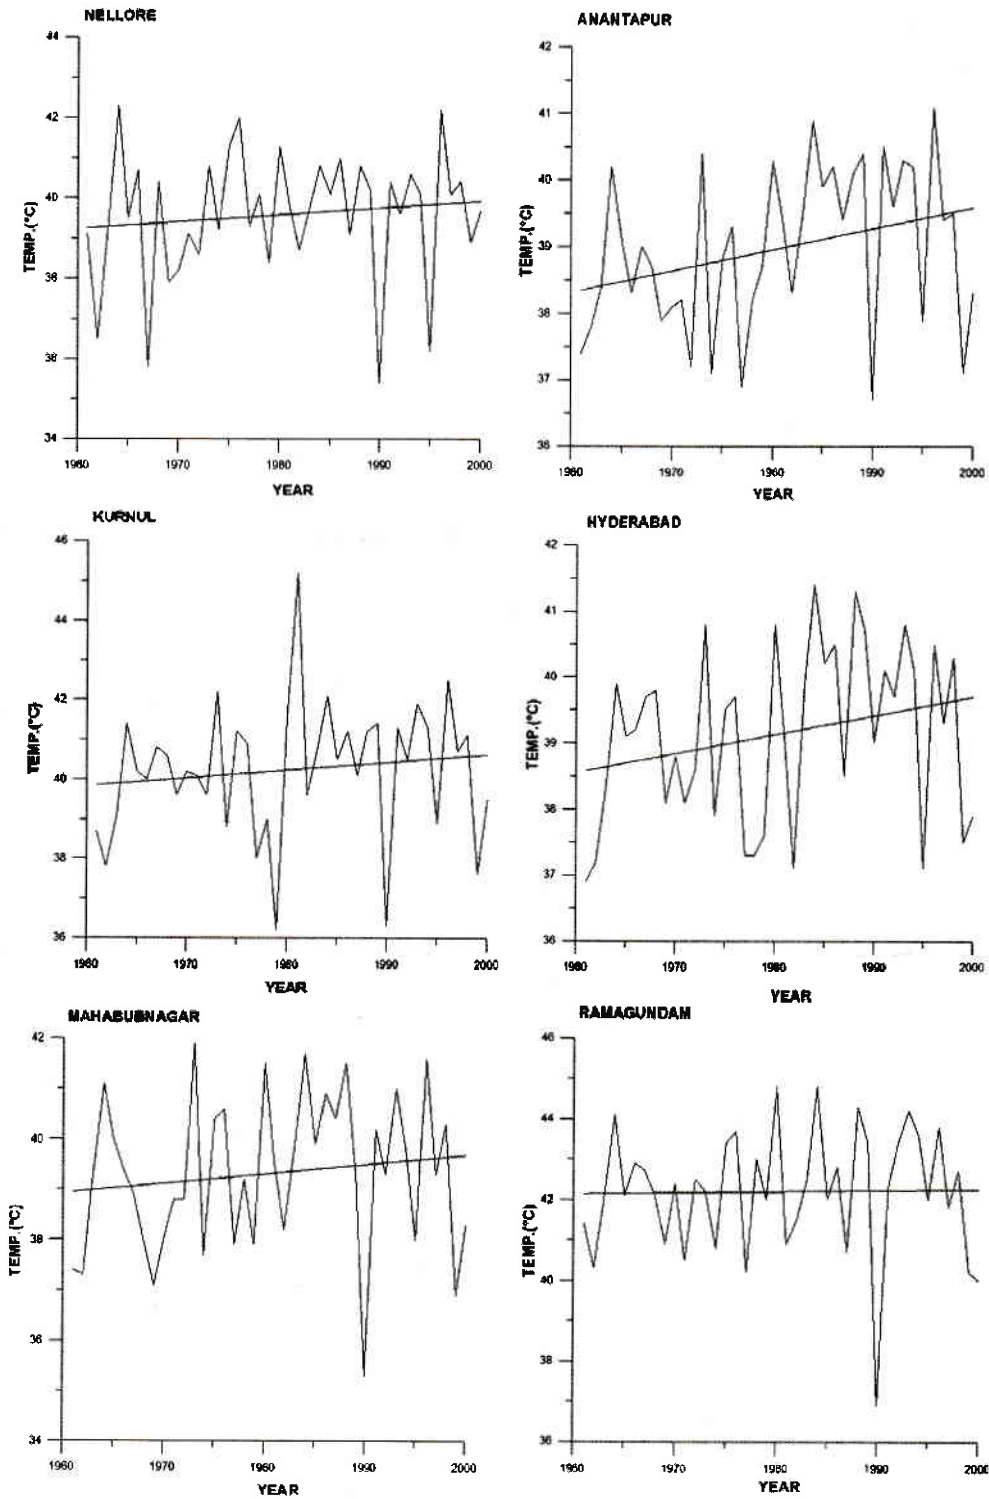 NELLORE
44
42
40
38
36
34
TEMP.(°C)
1960 1970 1980 1990 2000
YEAR
ANANTAPUR
42
41
40
39
38
37
36
TEMP.(°C)
1960 1970 1980 1990 2000
YEAR
KURNUL
46
44
42
40
38
36
TEMP.(°C)
1960 1970 1980 1990 2000
YEAR
HYDERABAD
42
41
40
39
38
37
36
TEMP.(°C)
1960 1970 1980 1990 2000
YEAR
MAHABUBNAGAR
42
40
38
36
34
TEMP.(°C)
1960 1970 1980 1990 2000
YEAR
RAMAGUNDAM
46
44
42
40
38
36
TEMP.(°C)
1960 1970 1980 1990 2000
YEAR